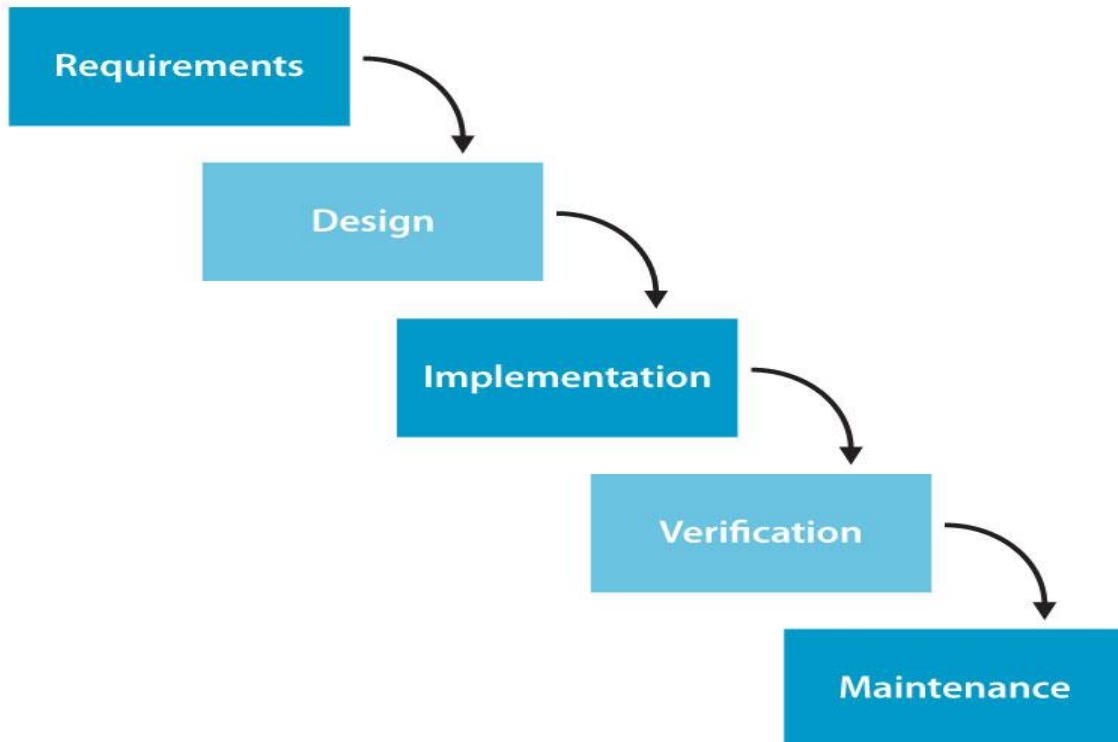 Requirements
Design
Implementation
Verification
Maintenance